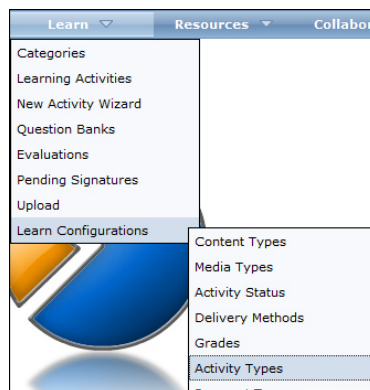 Learn
Resources
Categories
Learning Activities
New Activity Wizard
Question Banks
Evaluations
Pending Signatures
Upload
Learn Configurations
Content Types
Media Types
Activity Status
Delivery Methods
Grades
Activity Types